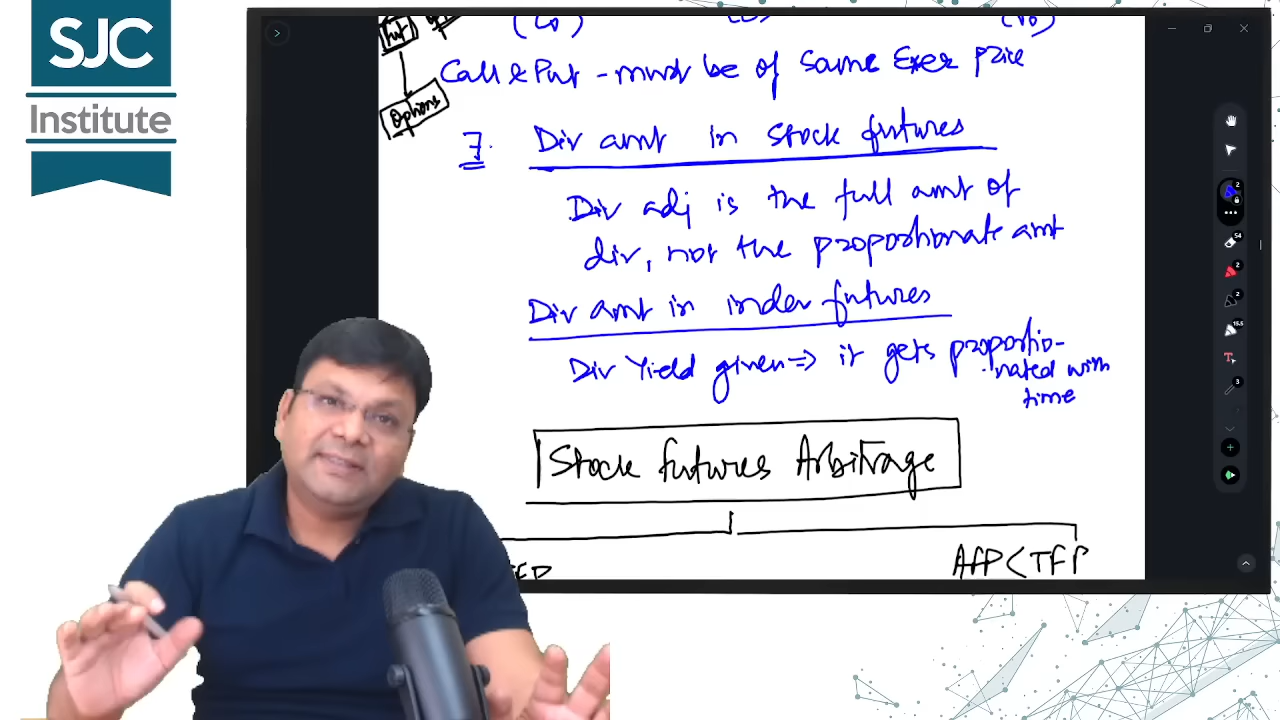 SJC
Institute
Put
Options
Call & Put - must be of same Exer price
7.
Div amt in stock futures
Div adj is the full amt of
div, not the proportionate amt
Div amt in index futures
Div Yield given ⇒ it gets proportio-
nated with
time
Stock futures Arbitrage
AFP < TFP